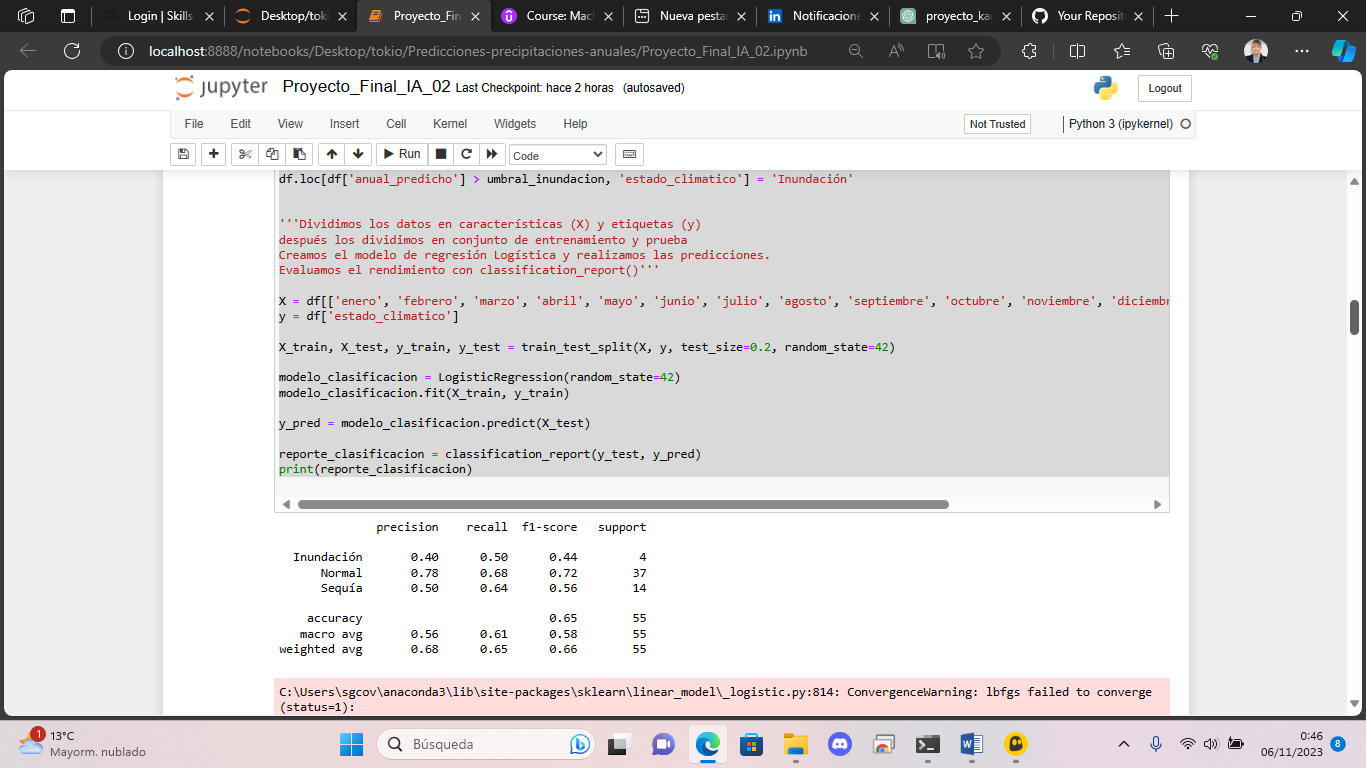 Login | Skills
Desktop/toki
Proyecto_Fin
Course: Macl
Nueva pesta
Notificacione
proyecto_kag
Your Reposit
localhost:8888/notebooks/Desktop/tokio/Predicciones-precipitaciones-anuales/Proyecto_Final_IA_02.ipynb
jupyter Proyecto_Final_IA_02 Last Checkpoint: hace 2 horas (autosaved)
Logout
File Edit View Insert Cell Kernel Widgets Help
Not Trusted
Python 3 (ipykernel)
Run
Code
df.loc[df['anual_predicho'] > umbral_inundacion, 'estado_climatico'] = 'Inundación'
'''Dividimos los datos en características (X) y etiquetas (y)
después los dividimos en conjunto de entrenamiento y prueba
Creamos el modelo de regresión Logística y realizamos las predicciones.
Evaluamos el rendimiento con classification_report()'''
X = df[['enero', 'febrero', 'marzo', 'abril', 'mayo', 'junio', 'julio', 'agosto', 'septiembre', 'octubre', 'noviembre', 'diciembr
y = df['estado_climatico']
X_train, X_test, y_train, y_test = train_test_split(X, y, test_size=0.2, random_state=42)
modelo_clasificacion = LogisticRegression(random_state=42)
modelo_clasificacion.fit(X_train, y_train)
y_pred = modelo_clasificacion.predict(X_test)
reporte_clasificacion = classification_report(y_test, y_pred)
print(reporte_clasificacion)
precision recall f1-score support
Inundación 0.40 0.50 0.44 4
Normal 0.78 0.68 0.72 37
Sequía 0.50 0.64 0.56 14
accuracy 0.65 55
macro avg 0.56 0.61 0.58 55
weighted avg 0.68 0.65 0.66 55
C:\Users\sgcov\anaconda3\lib\site-packages\sklearn\linear_model\_logistic.py:814: ConvergenceWarning: lbfgs failed to converge
(status=1):
1
13°C
Mayorm. nublado
Búsqueda
0:46
06/11/2023
8